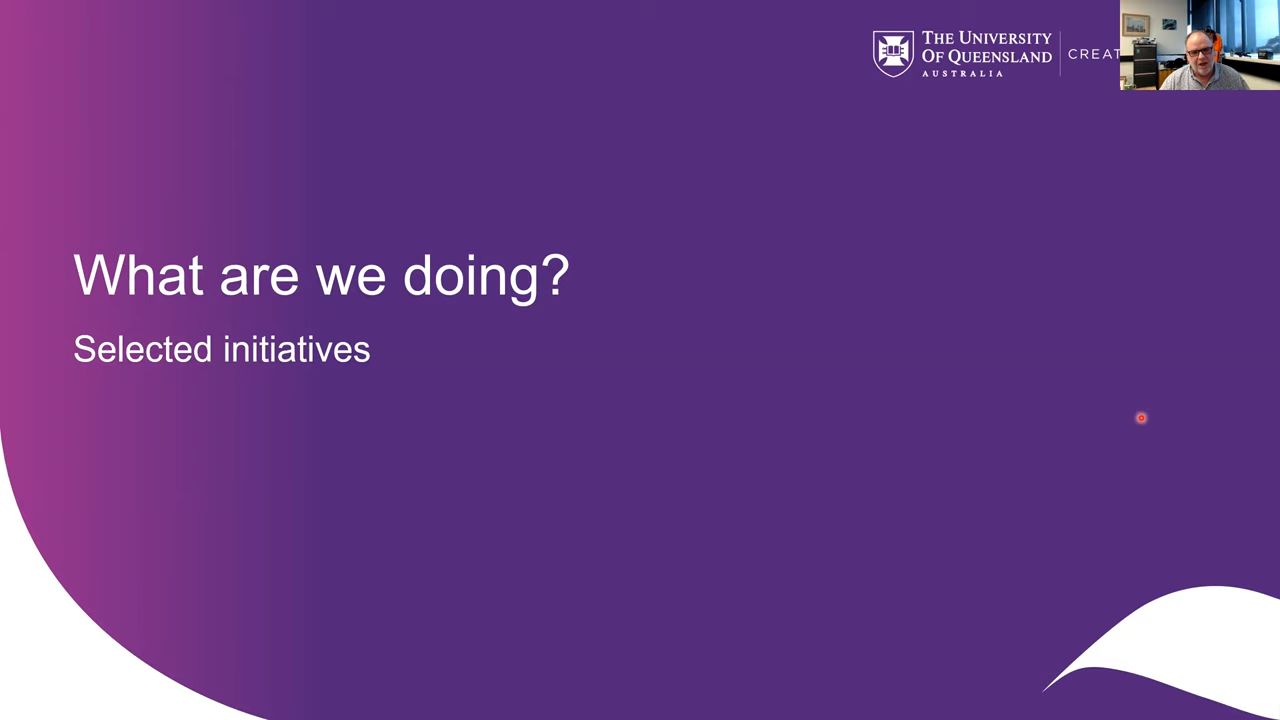 THE UNIVERSITY
OF QUEENSLAND
AUSTRALIA
CREAT
What are we doing?
Selected initiatives